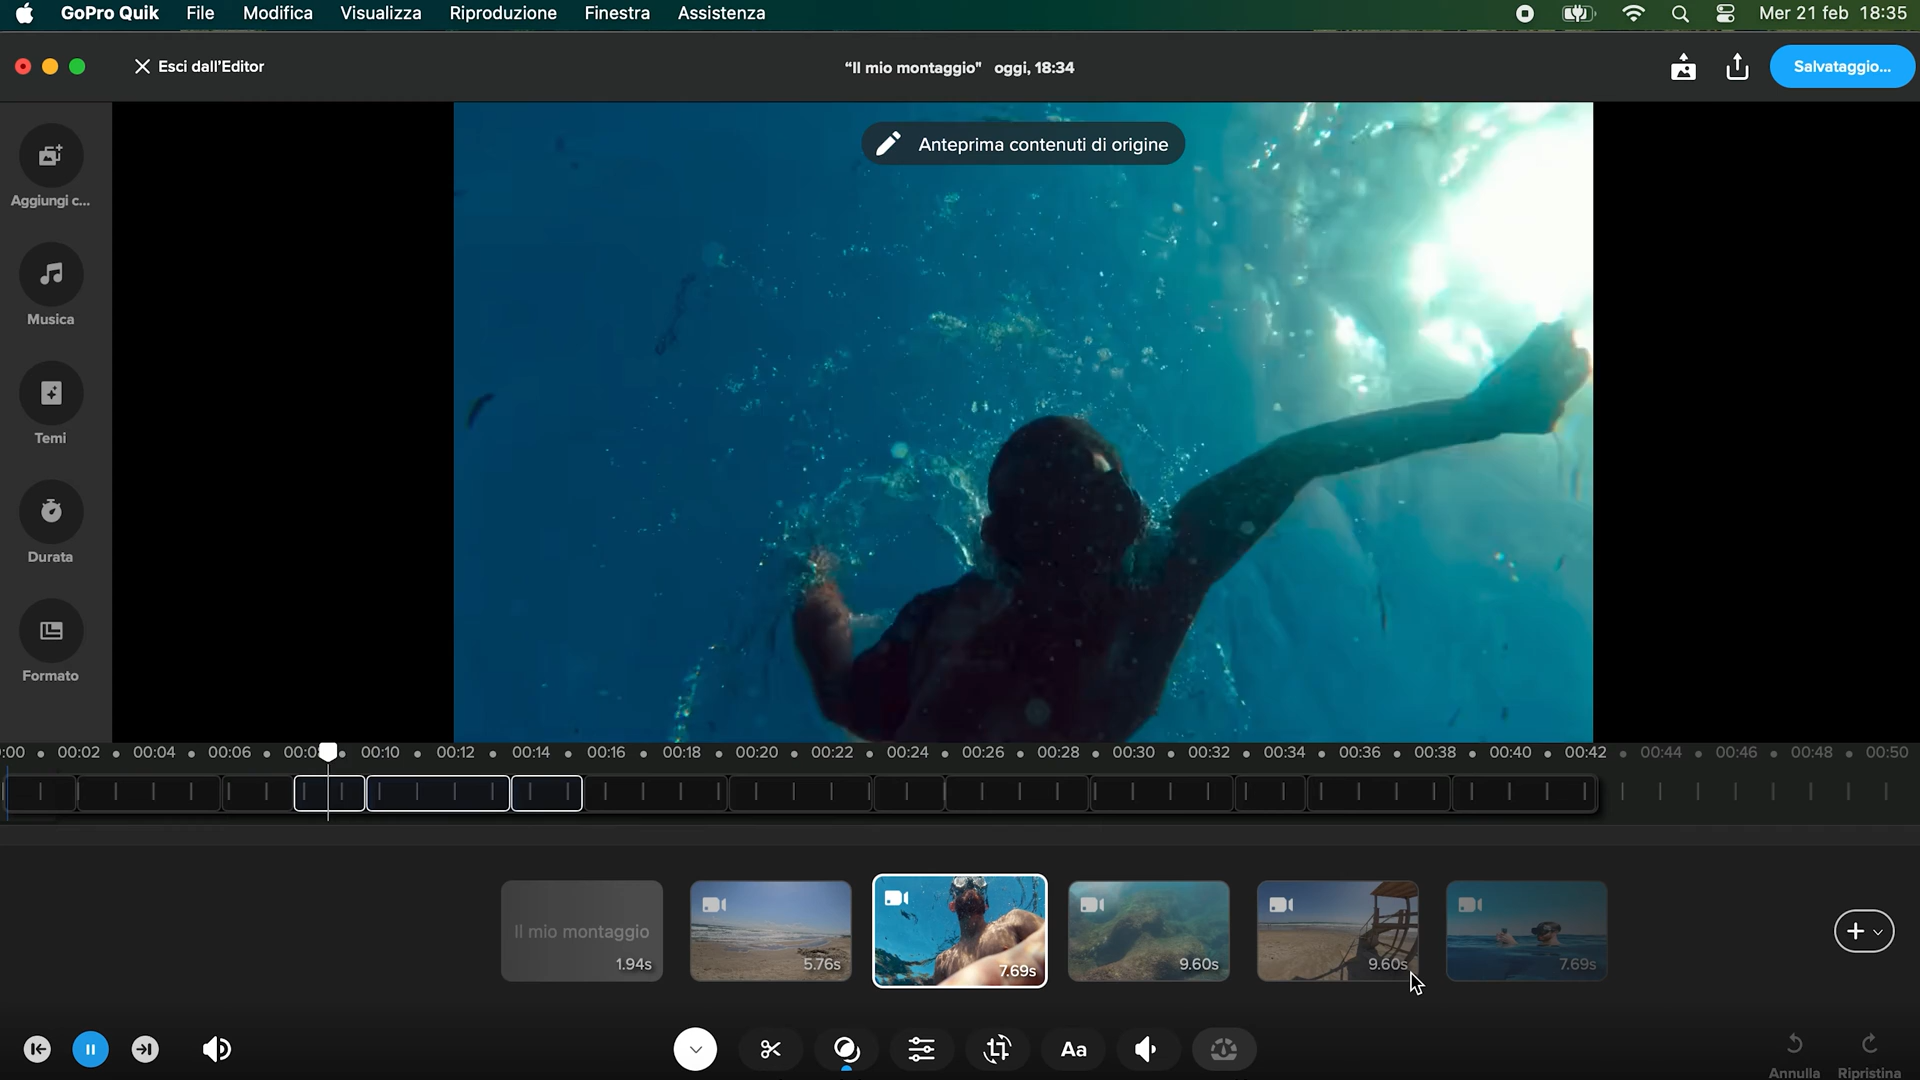 GoPro Quik File Modifica Visualizza Riproduzione Finestra Assistenza Mer 21 feb 18:35
Esci dall'Editor "Il mio montaggio" oggi, 18:34 Salvataggio...
Anteprima contenuti di origine
Aggiungi c...
Musica
Temi
Durata
Formato
:00 00:02 00:04 00:06 00:0 00:10 00:12 00:14 00:16 00:18 00:20 00:22 00:24 00:26 00:28 00:30 00:32 00:34 00:36 00:38 00:40 00:42 00:44 00:46 00:48 00:50
Il mio montaggio
1.94s 5.76s 7.69s 9.60s 9.60s 7.69s
Aa
Annulla Ripristina